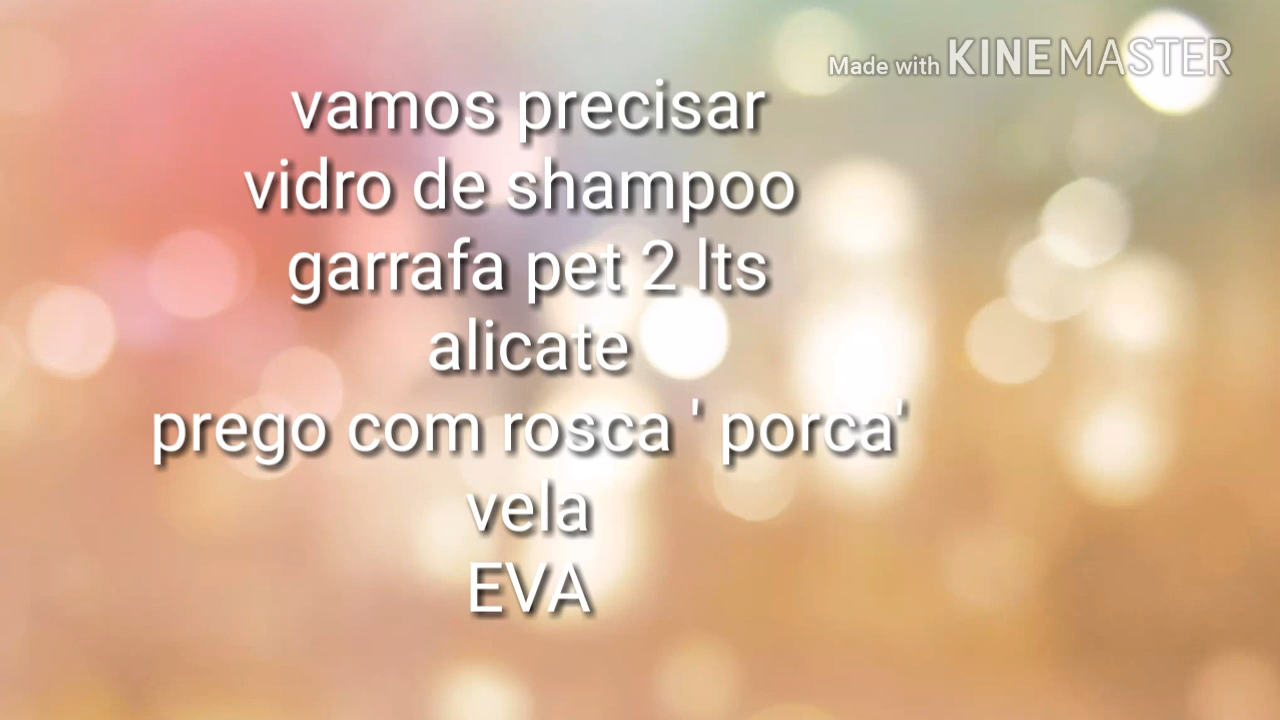 Made with KINEMASTER
vamos precisar
vidro de shampoo
garrafa pet 2 lts
alicate
prego com rosca ' porca'
vela
EVA